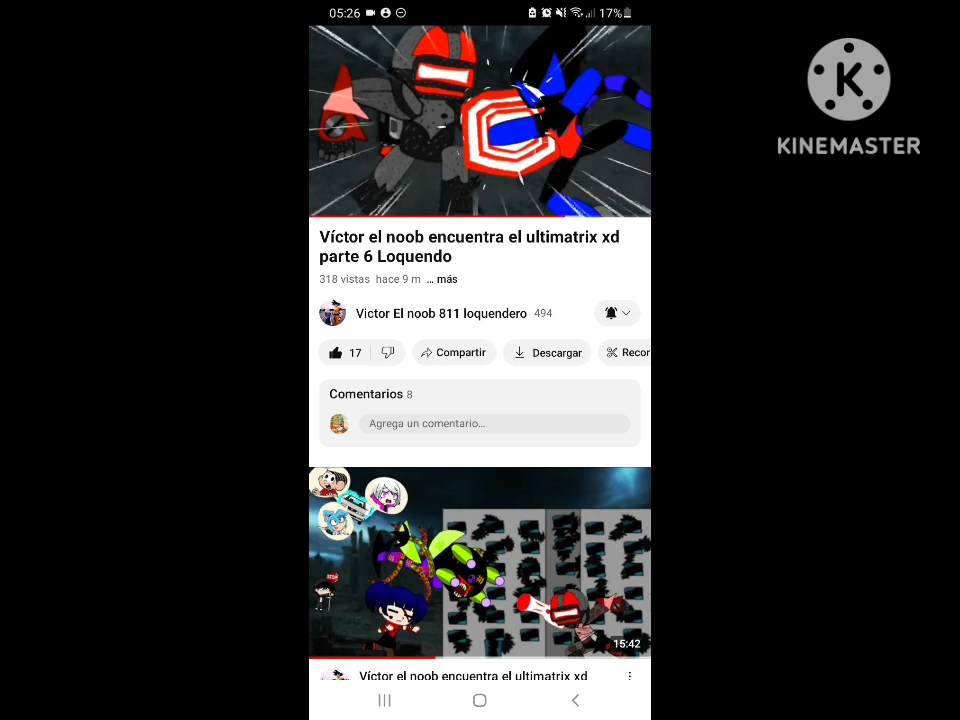 05:26
17%
K
KINEMASTER
Víctor el noob encuentra el ultimatrix xd
parte 6 Loquendo
318 vistas hace 9 m ... más
Victor El noob 811 loquendero 494
17
Compartir
Descargar
Recor
Comentarios 8
Agrega un comentario...
STOP
15:42
Víctor el noob encuentra el ultimatrix xd